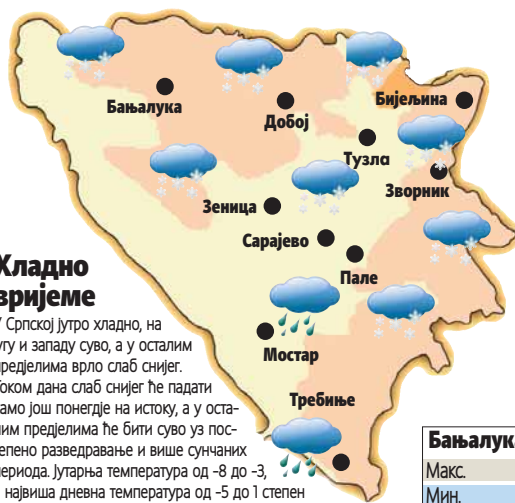 Бањалука
Добој
Бијељина
Тузла
Зворник
Зеница
Сарајево
Пале
Мостар
Требиње
Хладно
вријеме
Српској јутро хладно, на
југу и западу суво, а у осталим
предјелима врло слаб снијег.
Током дана слаб снијег ће падати
само још понегдје на истоку, а у оста-
лим предјелима ће бити суво уз пос-
тепено разведравање и више сунчаних
периода. Јутарња температура од -8 до -3,
највиша дневна температура од -5 до 1 степен
Бањалука
Макс.
Мин.